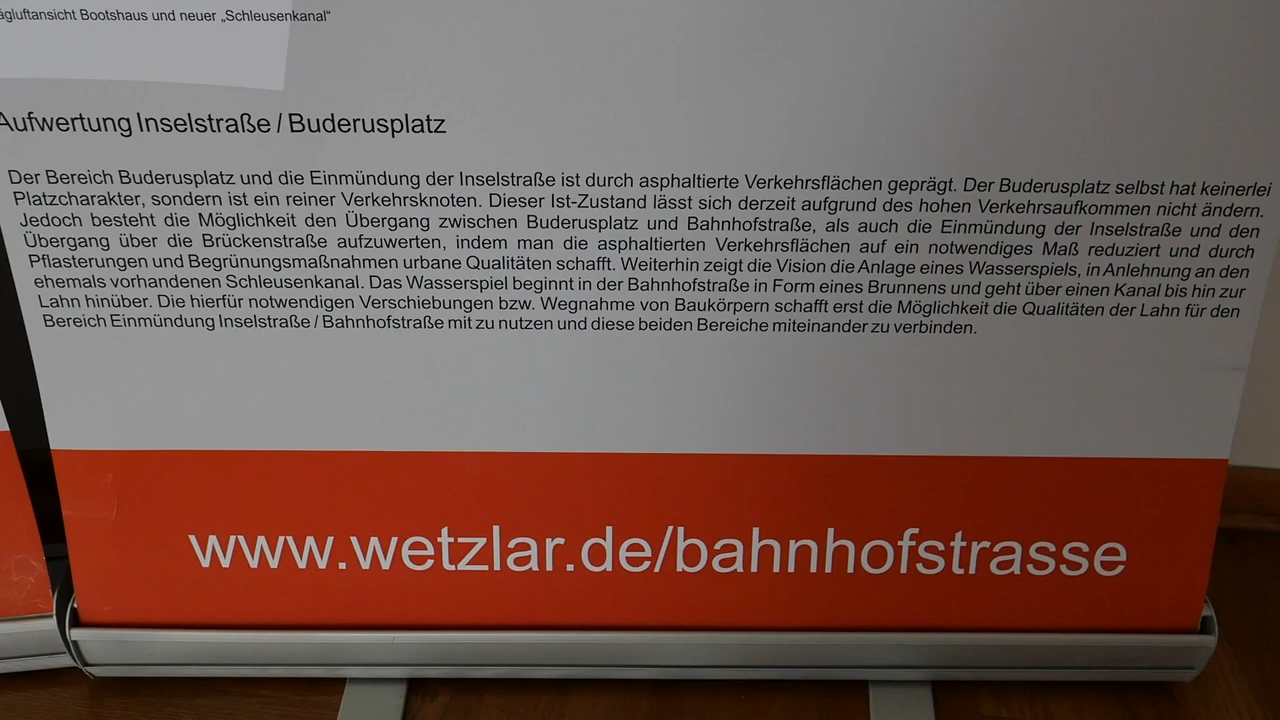 ägluftansicht Bootshaus und neuer „Schleusenkanal“
Aufwertung Inselstraße / Buderusplatz
Der Bereich Buderusplatz und die Einmündung der Inselstraße ist durch asphaltierte Verkehrsflächen geprägt. Der Buderusplatz selbst hat keinerlei
Platzcharakter, sondern ist ein reiner Verkehrsknoten. Dieser Ist-Zustand lässt sich derzeit aufgrund des hohen Verkehrsaufkommen nicht ändern.
Jedoch besteht die Möglichkeit den Übergang zwischen Buderusplatz und Bahnhofstraße, als auch die Einmündung der Inselstraße und den
Übergang über die Brückenstraße aufzuwerten, indem man die asphaltierten Verkehrsflächen auf ein notwendiges Maß reduziert und durch
Pflasterungen und Begrünungsmaßnahmen urbane Qualitäten schafft. Weiterhin zeigt die Vision die Anlage eines Wasserspiels, in Anlehnung an den
ehemals vorhandenen Schleusenkanal. Das Wasserspiel beginnt in der Bahnhofstraße in Form eines Brunnens und geht über einen Kanal bis hin zur
Lahn hinüber. Die hierfür notwendigen Verschiebungen bzw. Wegnahme von Baukörpern schafft erst die Möglichkeit die Qualitäten der Lahn für den
Bereich Einmündung Inselstraße / Bahnhofstraße mit zu nutzen und diese beiden Bereiche miteinander zu verbinden.
www.wetzlar.de/bahnhofstrasse